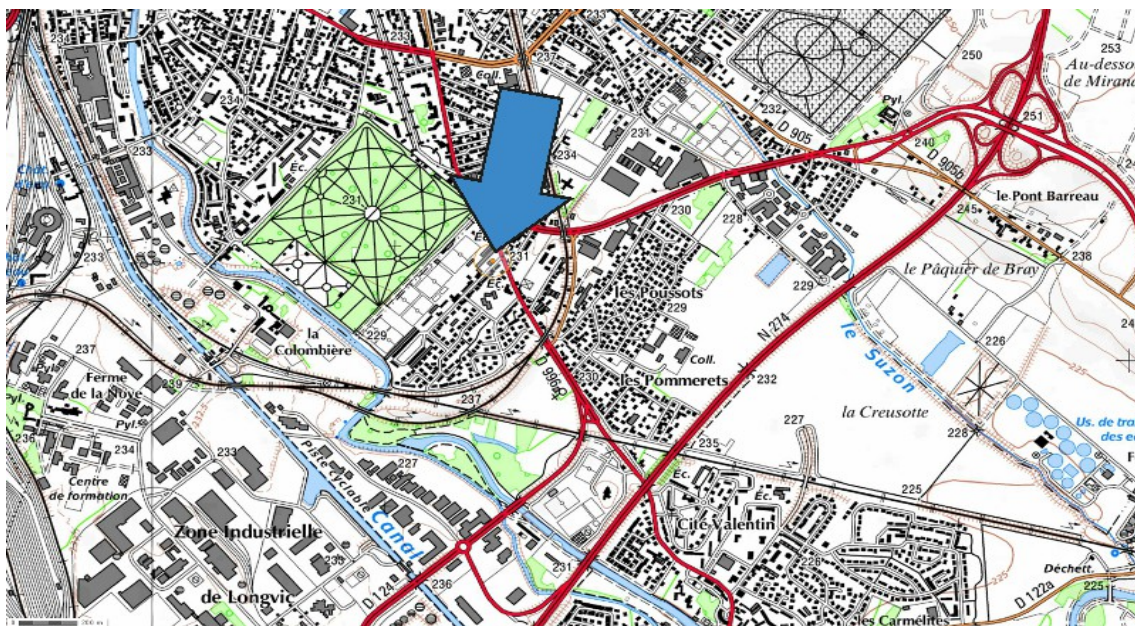 233
234
233
Coll.
234
231
232
D 905
Pyl.
250
253
Au-dessous
de Mirand
251
240
D 905b
le Pont Barreau
245
238
233
234
Éc.
231
231
230
228
Éc.
les Poussots
229
229
le Pâquier de Bray
N 274
le Suzon
226
233
229
la
Colombière
237
Ferme
de la Noue
239
Pyl.
236
234
Centre
de formation
233
D 996
230
Coll.
les Pommerets
232
237
la Creusotte
227
228
235
225
Piste cyclable
227
Canal
Zone Industrielle
de Longvic
233
Éc.
Éc.
Cité Valentin
226
Us. de tra
des e
231
236
D 124
Déchett.
D 122a
225
les Carmélites